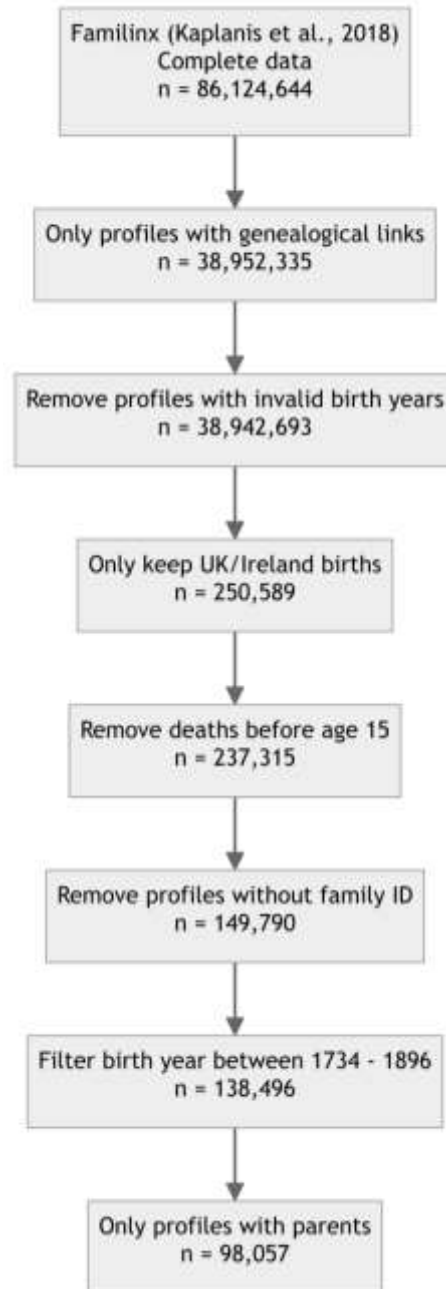 Familinx (Kaplanis et al., 2018)
Complete data
n = 86,124,644
Only profiles with genealogical links
n = 38,952,335
Remove profiles with invalid birth years
n = 38,942,693
Only keep UK/Ireland births
n = 250,589
Remove deaths before age 15
n = 237,315
Remove profiles without family ID
n = 149,790
Filter birth year between 1734 - 1896
n = 138,496
Only profiles with parents
n = 98,057